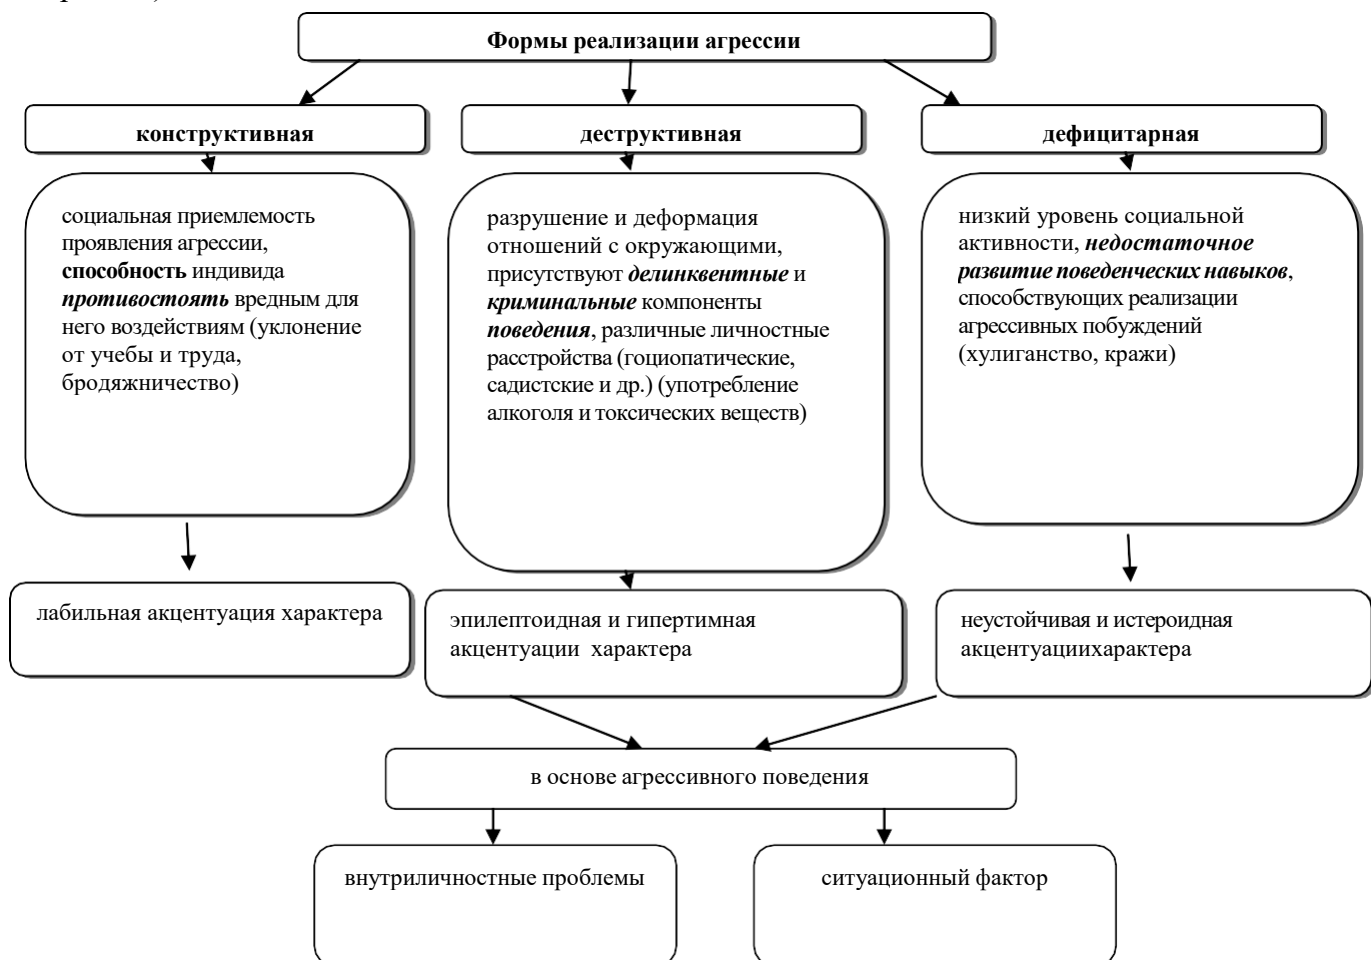 Формы реализации агрессии
конструктивная
деструктивная
дефицитарная
социальная приемлемость
проявления агрессии,
способность индивида
противостоять вредным для
него воздействиям (уклонение
от учебы и труда,
бродяжничество)
разрушение и деформация
отношений с окружающими,
присутствуют делинквентные и
криминальные компоненты
поведения, различные личностные
расстройства (гоциопатические,
садистские и др.) (употребление
алкоголя и токсических веществ)
низкий уровень социальной
активности, недостаточное
развитие поведенческих навыков,
способствующих реализации
агрессивных побуждений
(хулиганство, кражи)
лабильная акцентуация характера
эпилептоидная и гипертимная
акцентуации характера
неустойчивая и истероидная
акцентуациихарактера
в основе агрессивного поведения
внутриличностные проблемы
ситуационный фактор